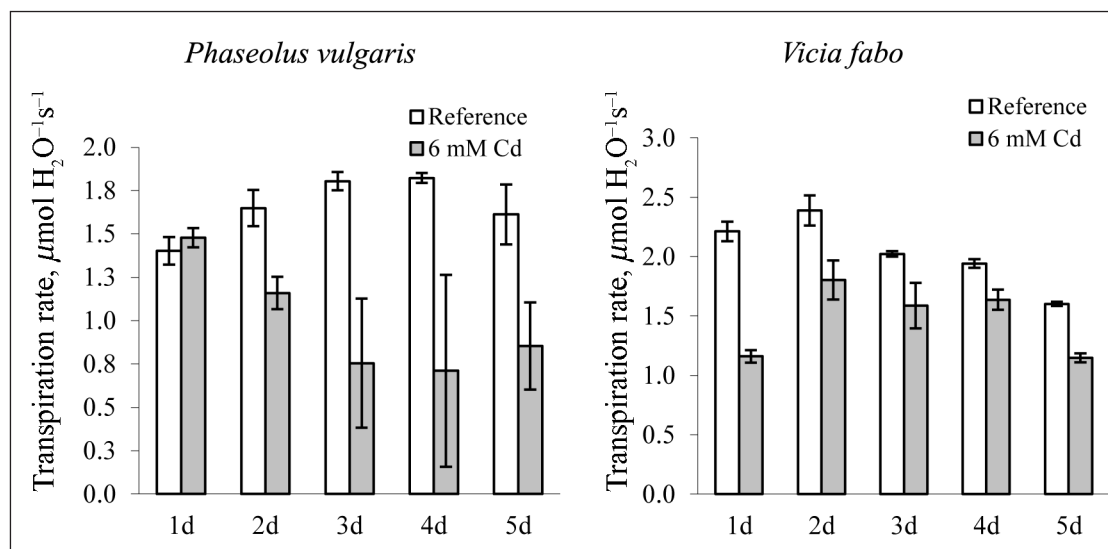 Phaseolus vulgaris
Transpiration rate, μmol H₂O⁻¹s⁻¹
Reference
6 mM Cd
2.0
1.8
1.5
1.3
1.0
0.8
0.5
0.3
0.0
1d 2d 3d 4d 5d
Vicia fabo
Transpiration rate, μmol H₂O⁻¹s⁻¹
Reference
6 mM Cd
3.0
2.5
2.0
1.5
1.0
0.5
0.0
1d 2d 3d 4d 5d